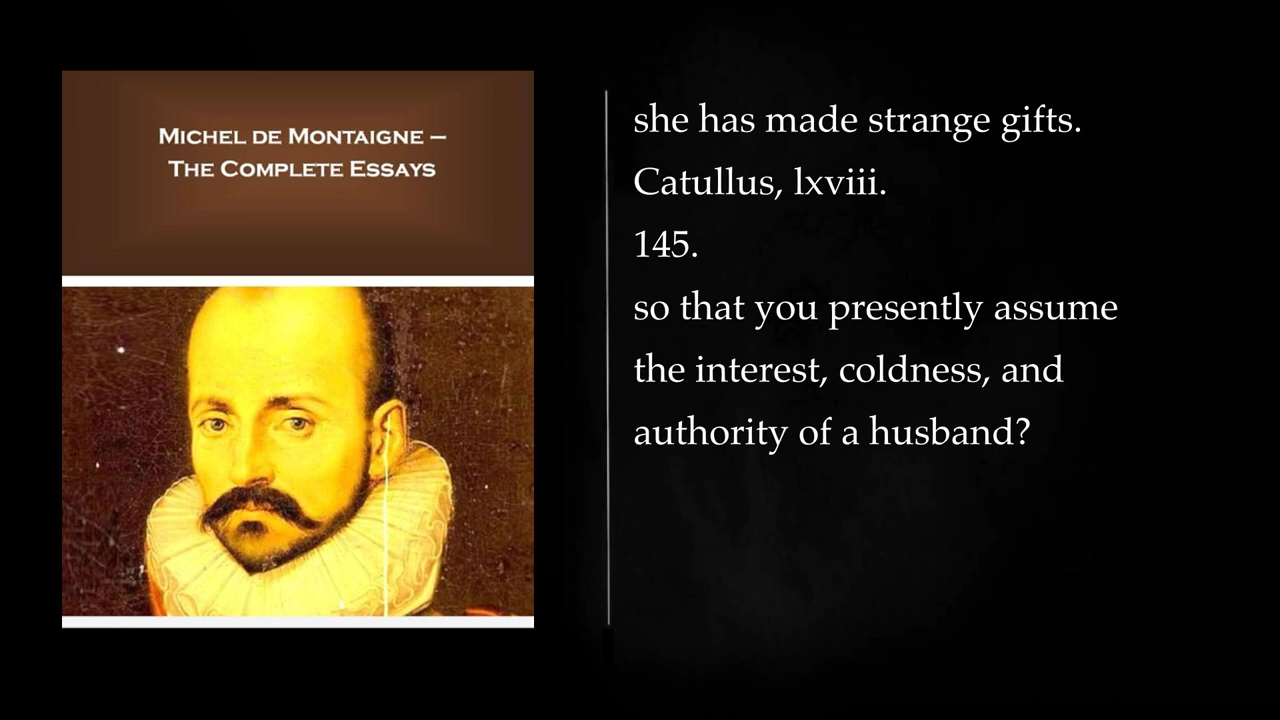 MICHEL DE MONTAIGNE –
THE COMPLETE ESSAYS
she has made strange gifts.
Catullus, lxviii.
145.
so that you presently assume
the interest, coldness, and
authority of a husband?